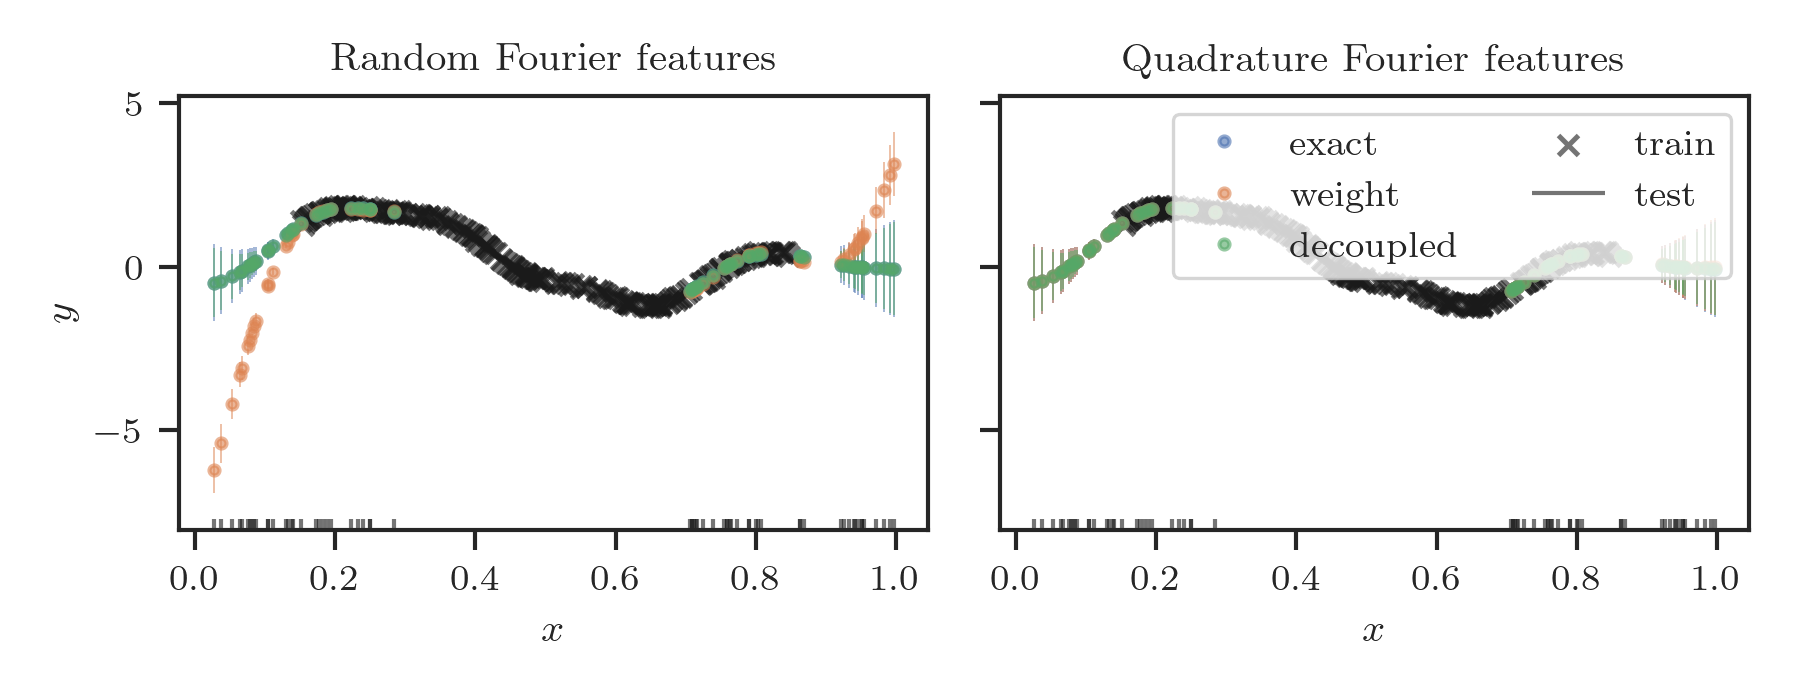 Random Fourier features
Quadrature Fourier features
5
0
−5
y
exact
weight
decoupled
train
test
0.0 0.2 0.4 0.6 0.8 1.0
0.0 0.2 0.4 0.6 0.8 1.0
x
x